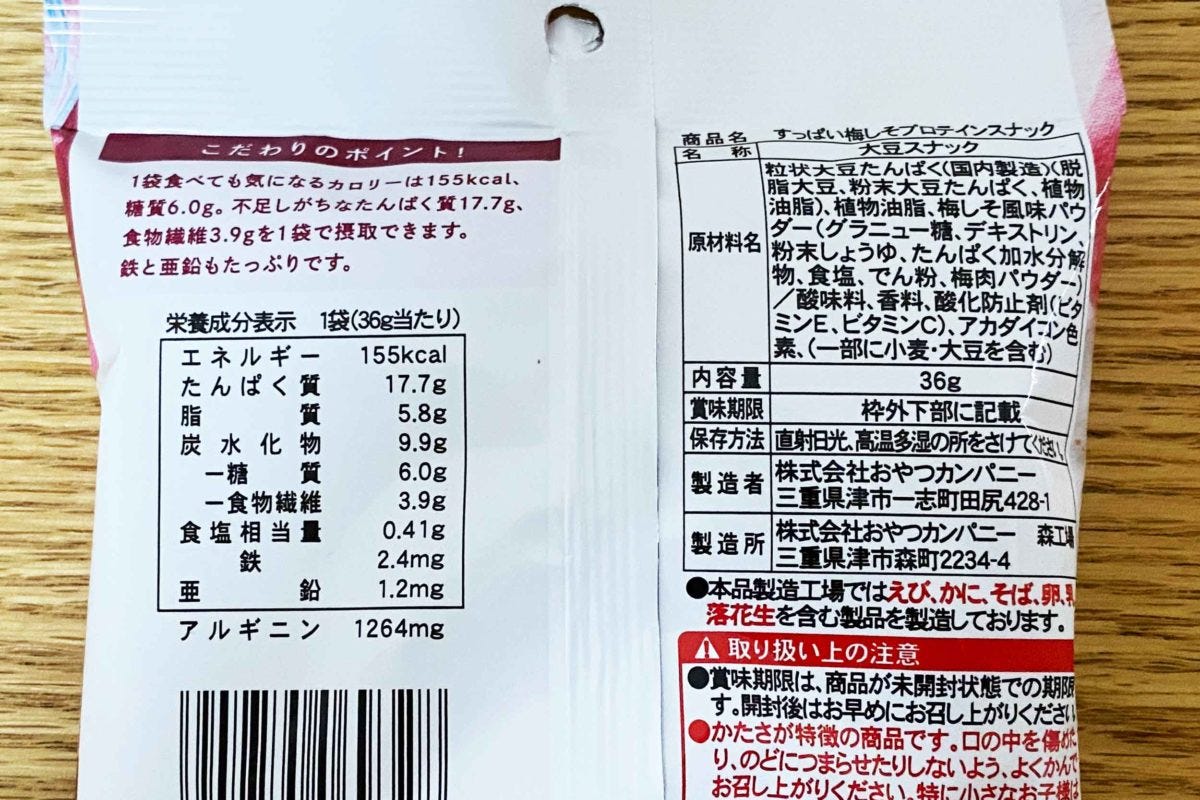 こだわりのポイント!
1袋食べても気になるカロリーは155kcal、
糖質6.0g。不足しがちなたんぱく質17.7g、
食物繊維3.9gを1袋で摂取できます。
鉄と亜鉛もたっぷりです。
栄養成分表示 1袋(36g当たり)
エネルギー 155kcal
たんぱく質 17.7g
脂質 5.8g
炭水化物 9.9g
ー糖質 6.0g
ー食物繊維 3.9g
食塩相当量 0.41g
鉄 2.4mg
亜鉛 1.2mg
アルギニン 1264mg
商品名 すっぱい梅しそプロテインスナック
名称 大豆スナック
原材料名 粒状大豆たんぱく(国内製造)(脱
脂大豆、粉末大豆たんぱく、植物
油脂)、植物油脂、梅しそ風味パウ
ダー(グラニュー糖、デキストリン、
粉末しょうゆ、たんぱく加水分解
物、食塩、でん粉、梅肉パウダー)
/酸味料、香料、酸化防止剤(ビタ
ミンE、ビタミンC)、アカダイコン色
素、(一部に小麦・大豆を含む)
内容量 36g
賞味期限 枠外下部に記載
保存方法 直射日光、高温多湿の所をさけてください。
製造者 株式会社おやつカンパニー
三重県津市一志町田尻428-1
製造所 株式会社おやつカンパニー 森工場
三重県津市森町2234-4
●本品製造工場ではえび、かに、そば、卵、乳、
落花生を含む製品を製造しております。
取り扱い上の注意
●賞味期限は、商品が未開封状態での期限
す。開封後はお早めにお召し上がりください
●かたさが特徴の商品です。口の中を傷めた
り、のどにつまらせたりしないよう、よくかんで
お召し上がりください。特に小さなお子様は